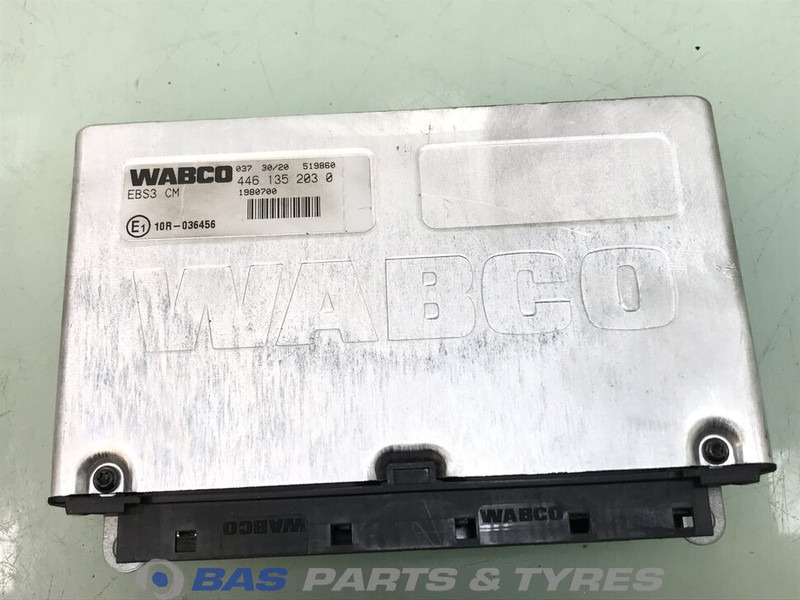 WABCO 037 30/20 519860
446 135 203 0
EBS3 CM 1980700
E1 10R-036456
WABCO
WABCO WABCO
BAS PARTS & TYRES